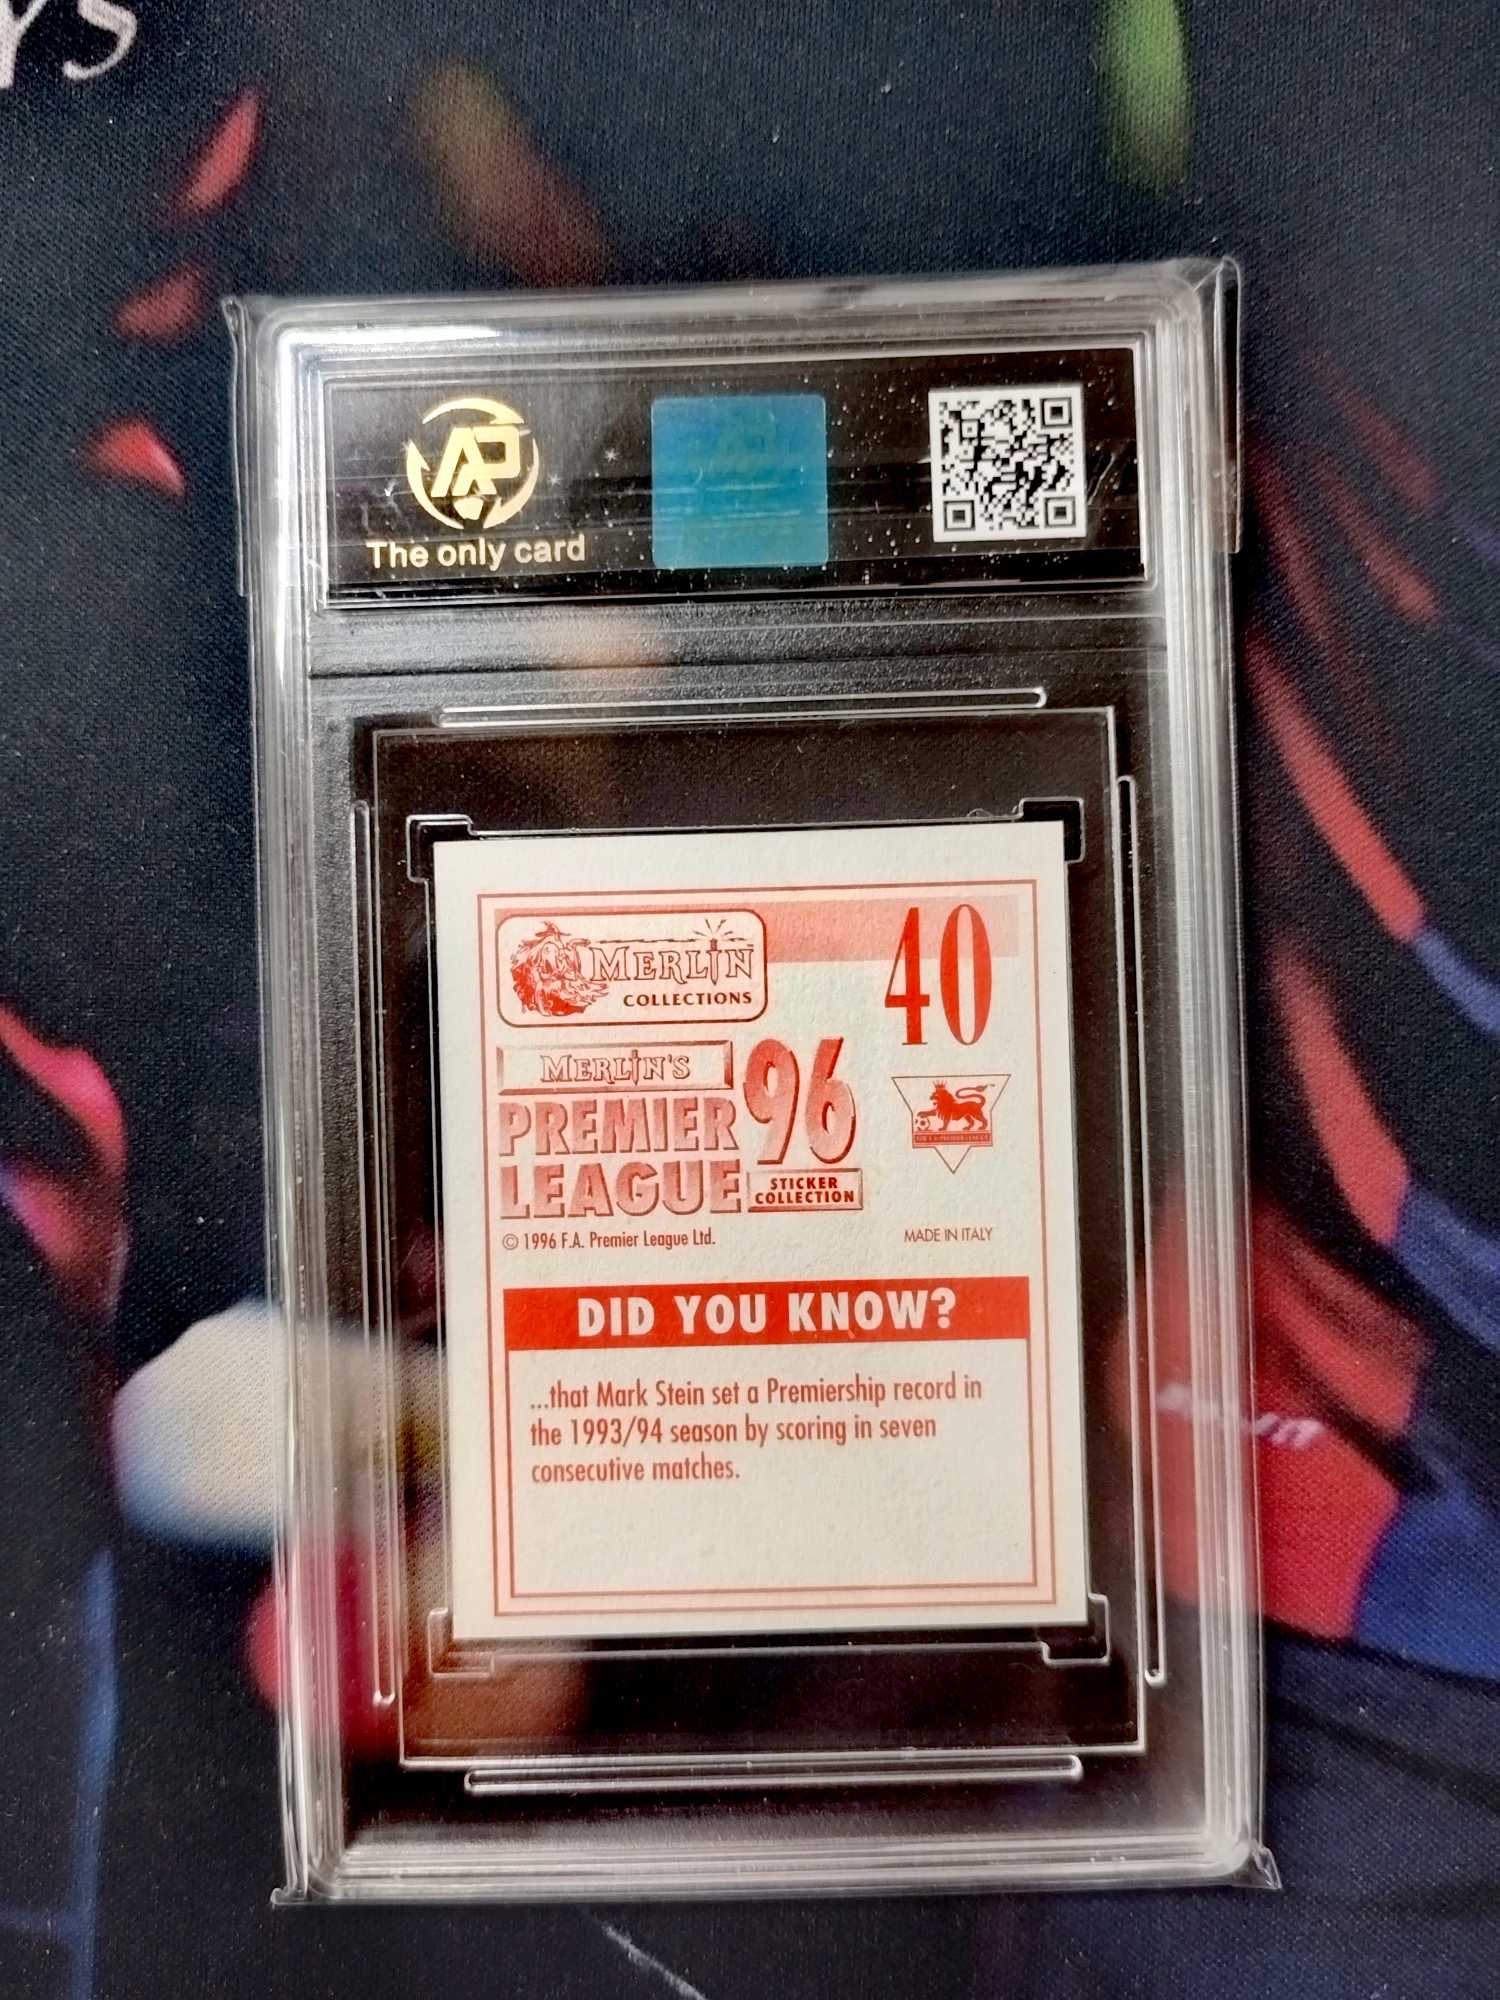 AP
The only card
MERLIN
COLLECTIONS
40
MERLIN'S
PREMIER
LEAGUE
96
STICKER
COLLECTION
© 1996 F.A. Premier League Ltd.
MADE IN ITALY
DID YOU KNOW?
...that Mark Stein set a Premiership record in
the 1993/94 season by scoring in seven
consecutive matches.